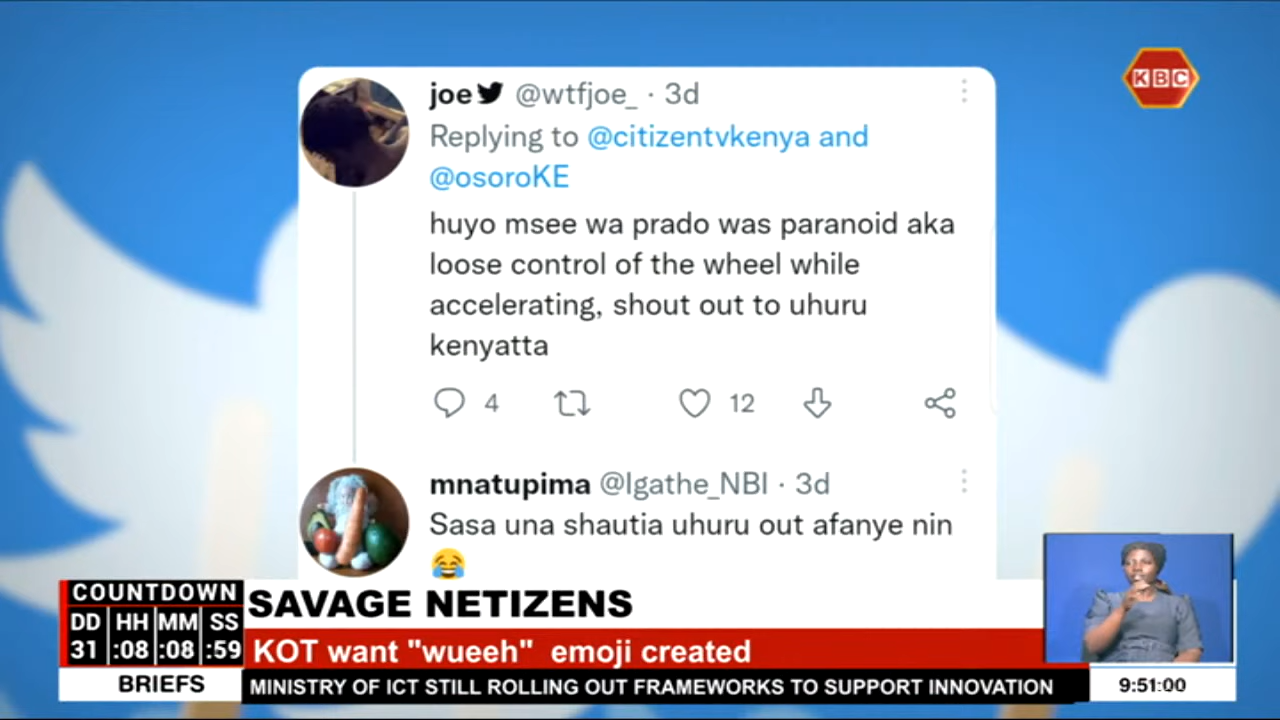 KBC
joe @wtfjoe_ · 3d
Replying to @citizentvkenya and
@osoroKE
huyo msee wa prado was paranoid aka
loose control of the wheel while
accelerating, shout out to uhuru
kenyatta
4 12
mnatupima @Igathe_NBI · 3d
Sasa una shautia uhuru out afanye nin
😂
COUNTDOWN
DD HH MM SS
31 :08 :08 :59
SAVAGE NETIZENS
KOT want "wueeh" emoji created
BRIEFS
MINISTRY OF ICT STILL ROLLING OUT FRAMEWORKS TO SUPPORT INNOVATION
9:51:00